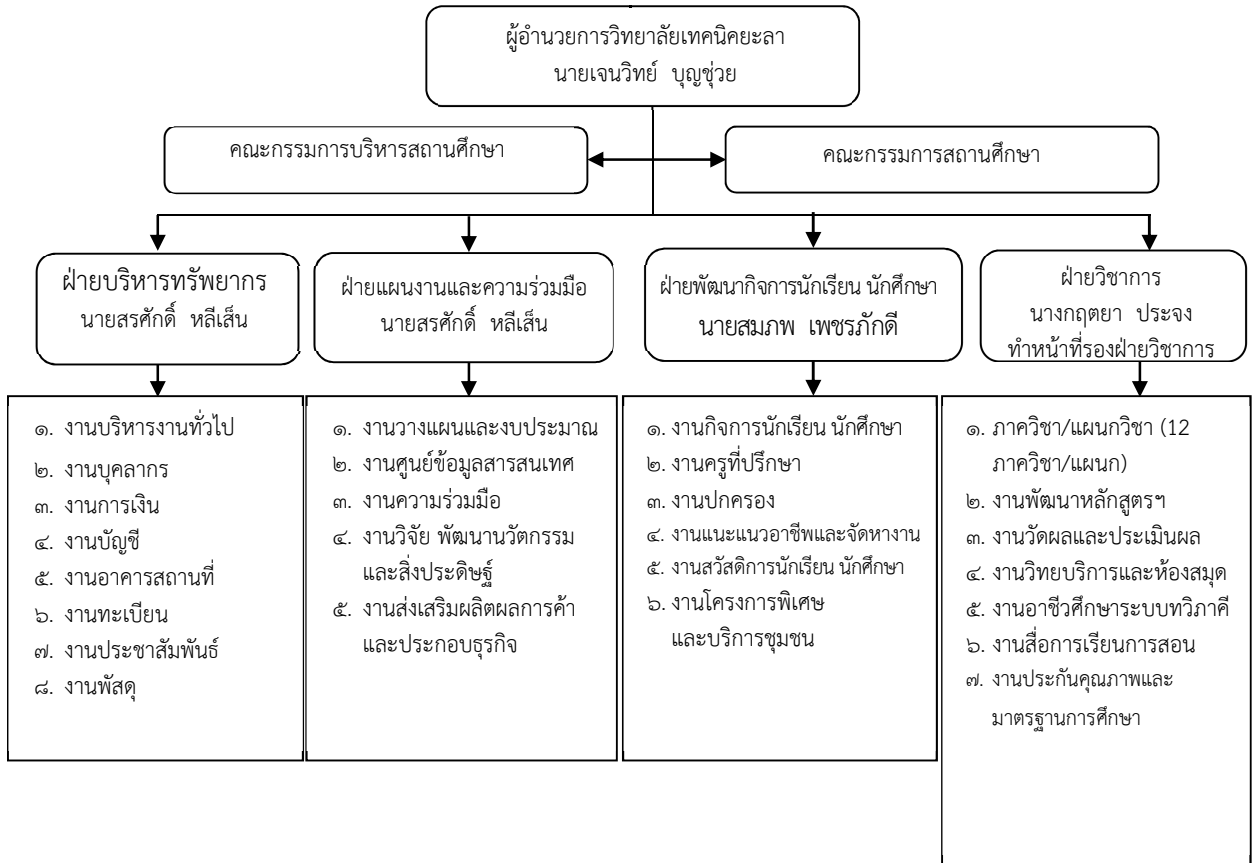 ผู้อำนวยการวิทยาลัยเทคนิคยะลา
นายเจนวิทย์ บุญช่วย
คณะกรรมการบริหารสถานศึกษา
คณะกรรมการสถานศึกษา
ฝ่ายบริหารทรัพยากร
นายสรศักดิ์ หลีเส็น
ฝ่ายแผนงานและความร่วมมือ
นายสรศักดิ์ หลีเส็น
ฝ่ายพัฒนากิจการนักเรียน นักศึกษา
นายสมภพ เพชรภักดี
ฝ่ายวิชาการ
นางกฤตยา ประจง
ทำหน้าที่รองฝ่ายวิชาการ
๑. งานบริหารงานทั่วไป
๒. งานบุคลากร
๓. งานการเงิน
๔. งานบัญชี
๕. งานอาคารสถานที่
๖. งานทะเบียน
๗. งานประชาสัมพันธ์
๘. งานพัสดุ
๑. งานวางแผนและงบประมาณ
๒. งานศูนย์ข้อมูลสารสนเทศ
๓. งานความร่วมมือ
๔. งานวิจัย พัฒนานวัตกรรม
และสิ่งประดิษฐ์
๕. งานส่งเสริมผลิตผลการค้า
และประกอบธุรกิจ
๑. งานกิจการนักเรียน นักศึกษา
๒. งานครูที่ปรึกษา
๓. งานปกครอง
๔. งานแนะแนวอาชีพและจัดหางาน
๕. งานสวัสดิการนักเรียน นักศึกษา
๖. งานโครงการพิเศษ
และบริการชุมชน
๑. ภาควิชา/แผนกวิชา (12
ภาควิชา/แผนก)
๒. งานพัฒนาหลักสูตรฯ
๓. งานวัดผลและประเมินผล
๔. งานวิทยบริการและห้องสมุด
๕. งานอาชีวศึกษาระบบทวิภาคี
๖. งานสื่อการเรียนการสอน
๗. งานประกันคุณภาพและ
มาตรฐานการศึกษา